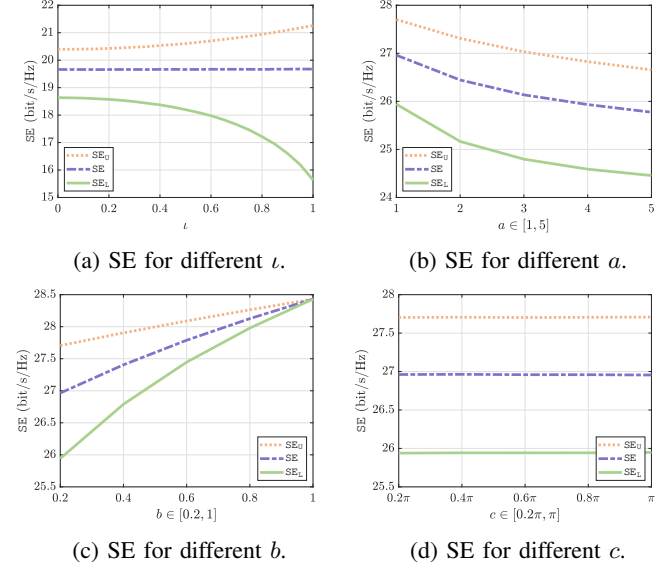 22
21
20
19
18
17
16
15
SE (bit/s/Hz)
SE_U
SE
SE_L
0 0.2 0.4 0.6 0.8 1
ι
(a) SE for different ι.
28
27
26
25
24
SE (bit/s/Hz)
SE_U
SE
SE_L
1 2 3 4 5
a ∈ [1, 5]
(b) SE for different a.
28.5
28
27.5
27
26.5
26
25.5
SE (bit/s/Hz)
SE_U
SE
SE_L
0.2 0.4 0.6 0.8 1
b ∈ [0.2, 1]
(c) SE for different b.
28
27.5
27
26.5
26
25.5
SE (bit/s/Hz)
SE_U
SE
SE_L
0.2π 0.4π 0.6π 0.8π π
c ∈ [0.2π, π]
(d) SE for different c.